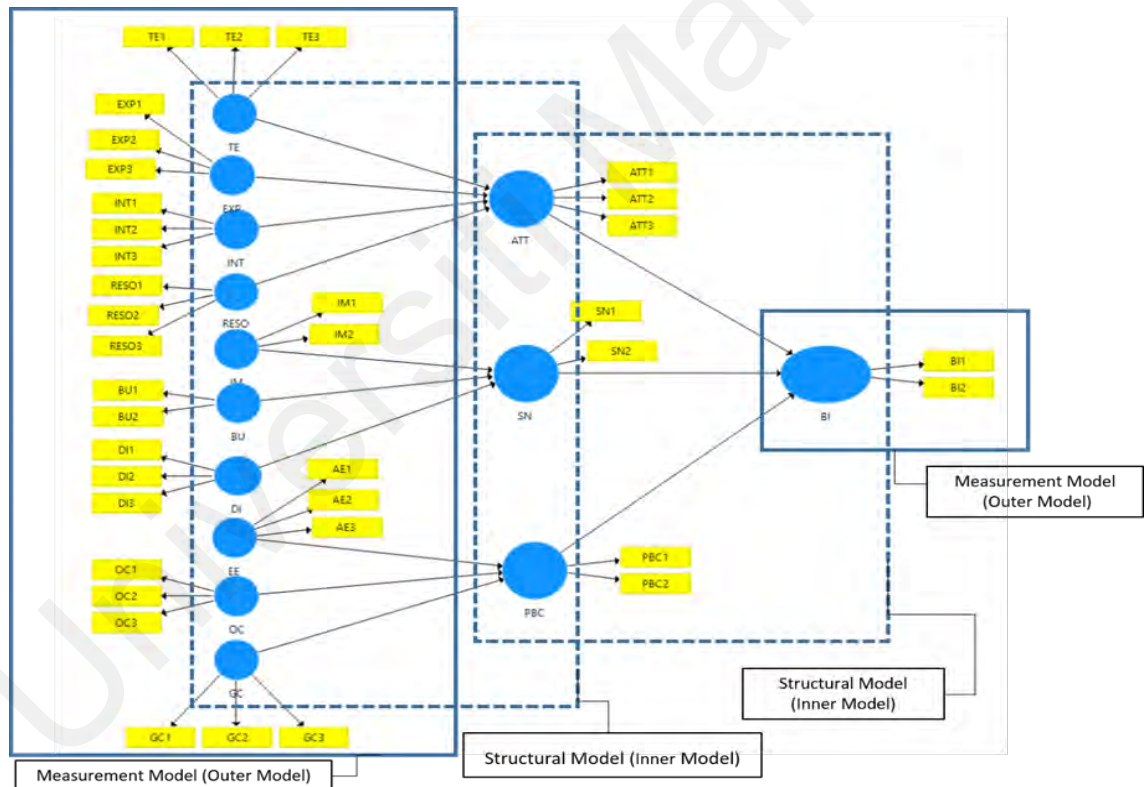 TE1 TE2 TE3
EXP1
EXP2
EXP3
INT1
INT2
INT3
RESO1
RESO2
RESO3
BU1
BU2
DI1
DI2
DI3
OC1
OC2
OC3
GC1 GC2 GC3
TE
EXP
INT
RESO
IM
BU
DI
EE
OC
GC
IM1
IM2
AE1
AE2
AE3
ATT
SN
PBC
ATT1
ATT2
ATT3
SN1
SN2
PBC1
PBC2
BI
BI1
BI2
Measurement Model
(Outer Model)
Structural Model
(Inner Model)
Structural Model (Inner Model)
Measurement Model (Outer Model)
Universiti